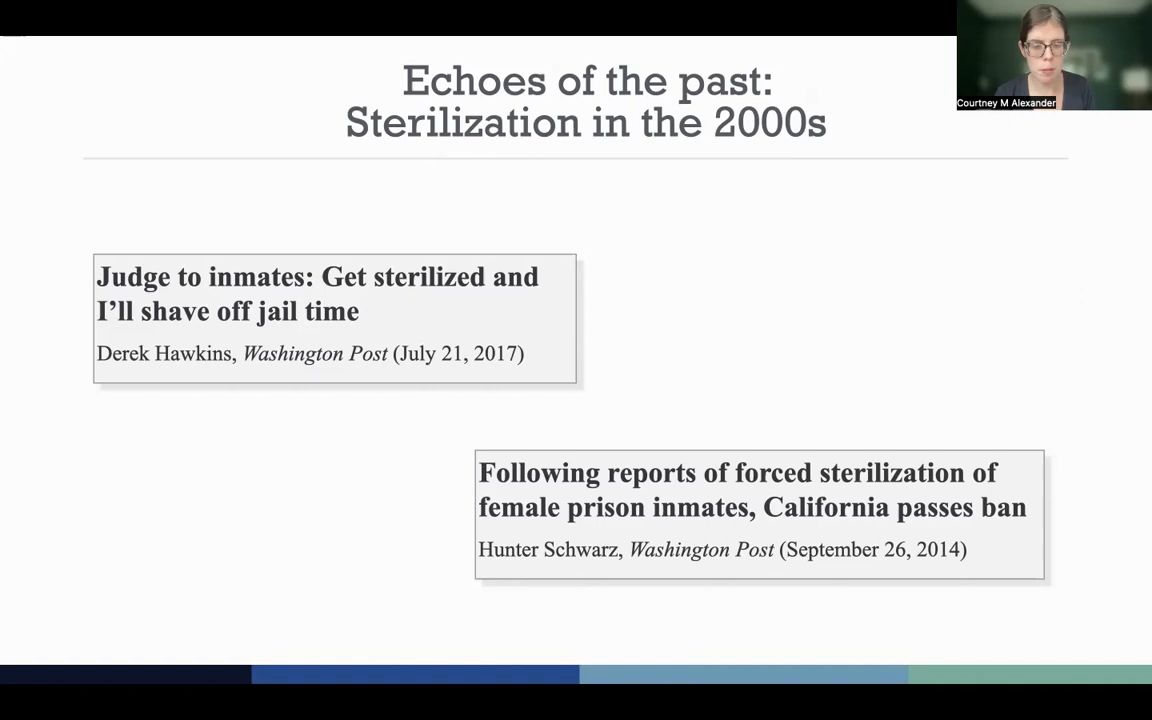 Echoes of the past:
Sterilization in the 2000s
Courtney M Alexander
Judge to inmates: Get sterilized and
I’ll shave off jail time
Derek Hawkins, Washington Post (July 21, 2017)
Following reports of forced sterilization of
female prison inmates, California passes ban
Hunter Schwarz, Washington Post (September 26, 2014)